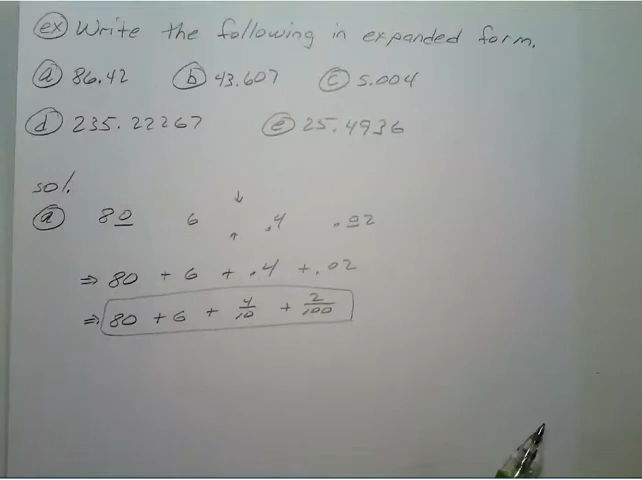 ex Write the following in expanded form.
a 86.42 b 43.607 c 5.004
d 235.22267 e 25.4936
sol.
a 80 6 .4 .02
⇒ 80 + 6 + .4 + .02
⇒ 80 + 6 + 4/10 + 2/100